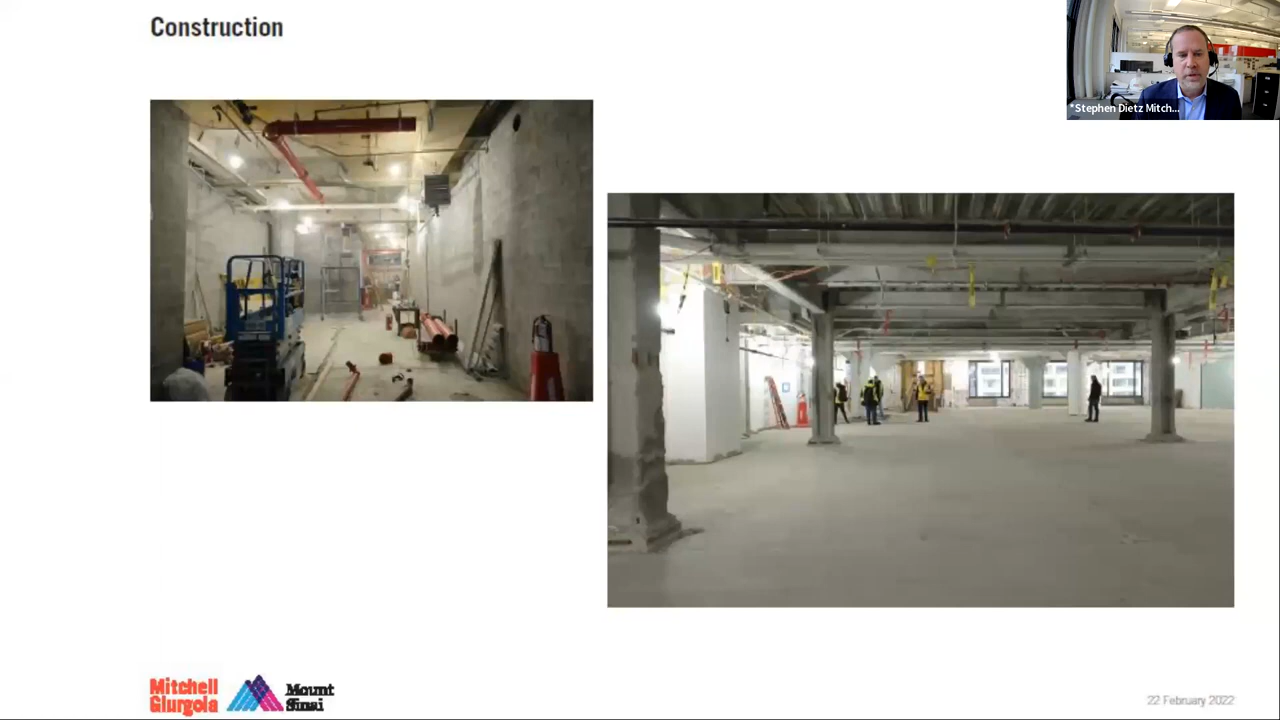 Construction
*Stephen Dietz Mitch...
Mitchell
Giurgola
Mount
Sinai
22 February 2022